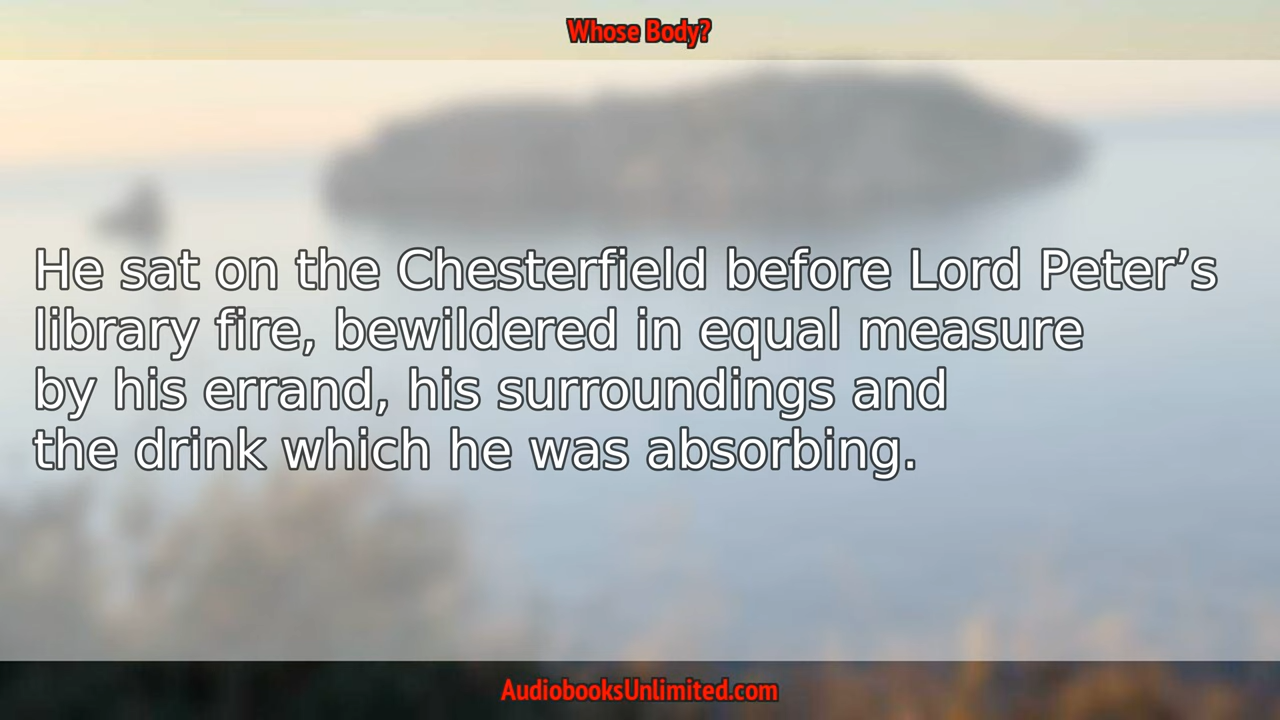 Whose Body?
He sat on the Chesterfield before Lord Peter’s
library fire, bewildered in equal measure
by his errand, his surroundings and
the drink which he was absorbing.
AudiobooksUnlimited.com